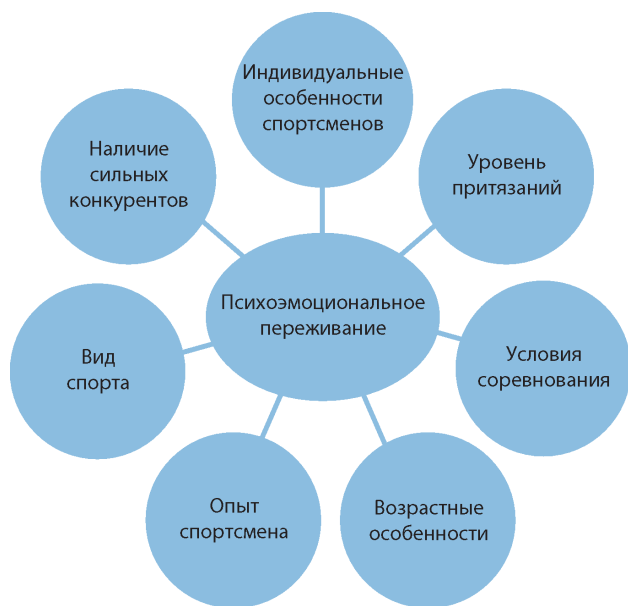 Индивидуальные
особенности
спортсменов
Наличие
сильных
конкурентов
Уровень
притязаний
Психоэмоциональное
переживание
Вид
спорта
Условия
соревнования
Опыт
спортсмена
Возрастные
особенности